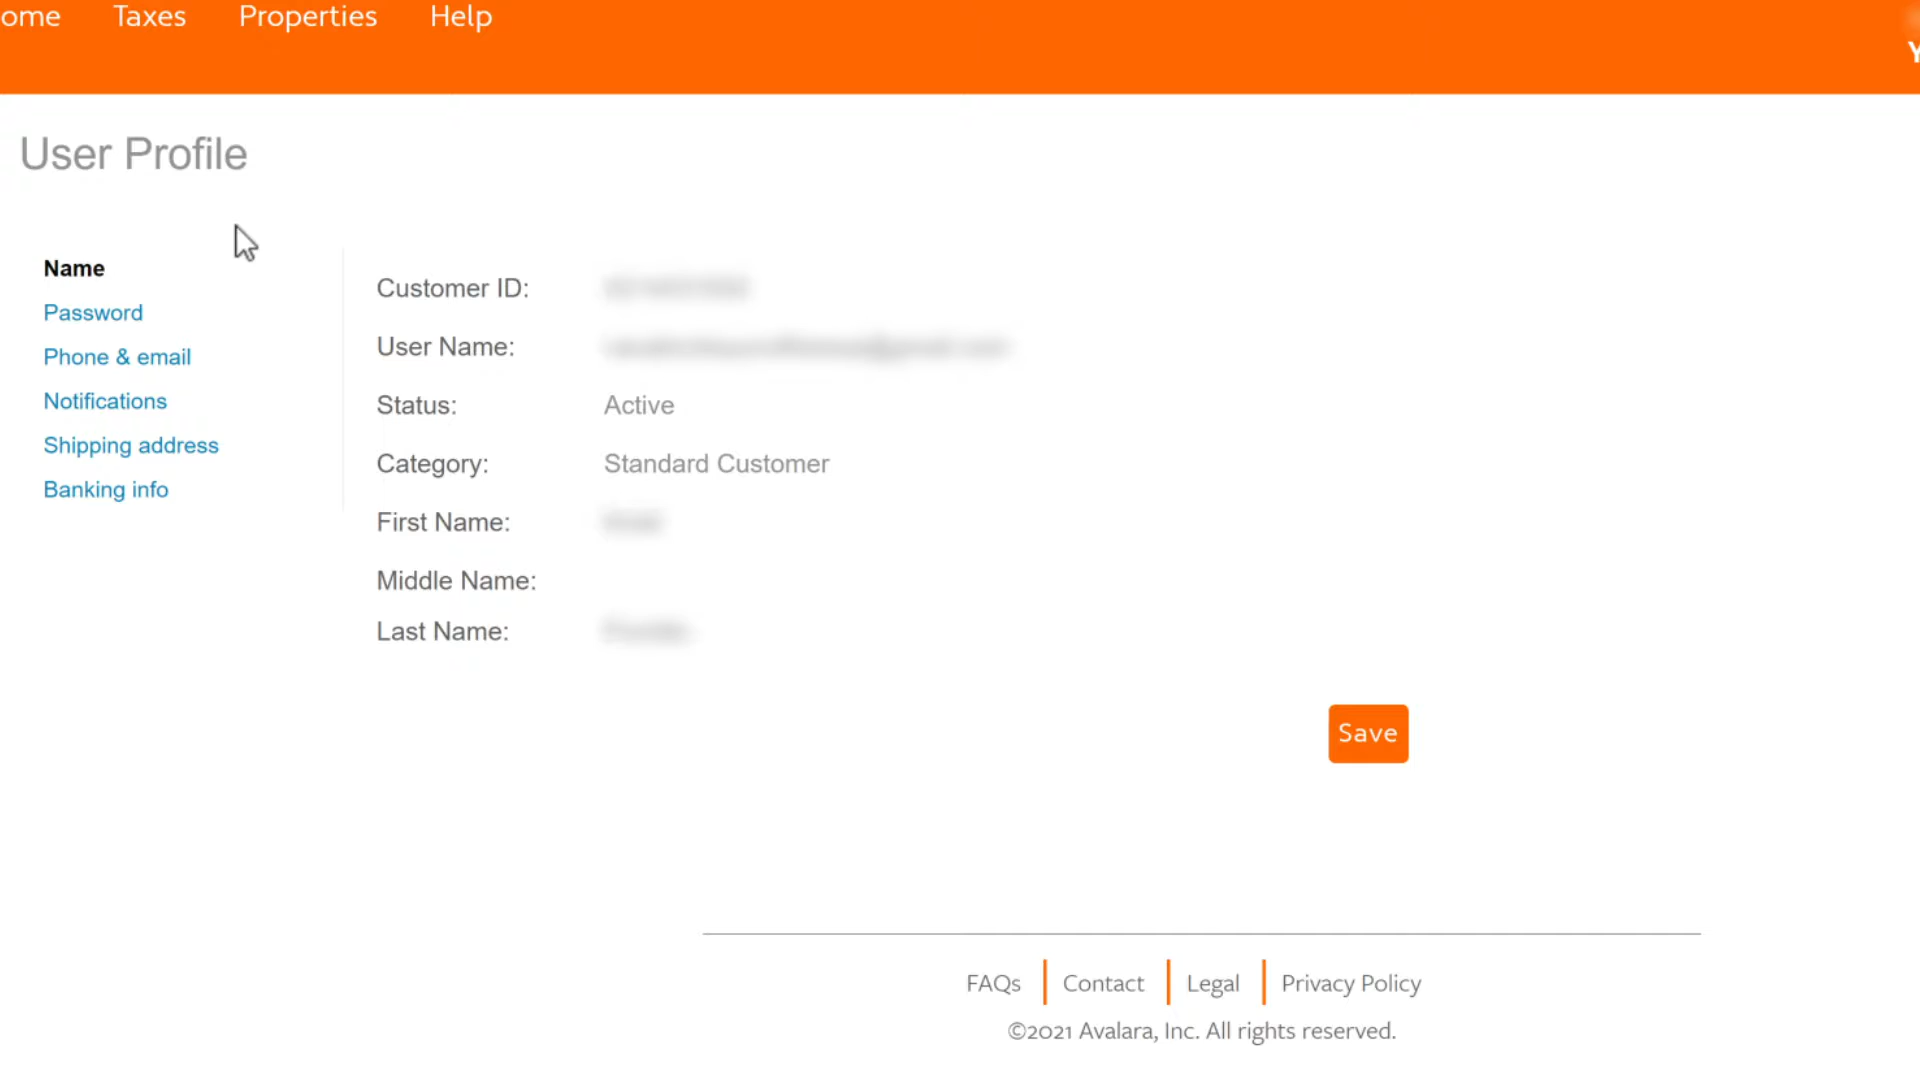 ome Taxes Properties Help
Y
User Profile
Name
Password
Phone & email
Notifications
Shipping address
Banking info
Customer ID:
User Name:
Status: Active
Category: Standard Customer
First Name:
Middle Name:
Last Name:
Save
FAQs Contact Legal Privacy Policy
©2021 Avalara, Inc. All rights reserved.